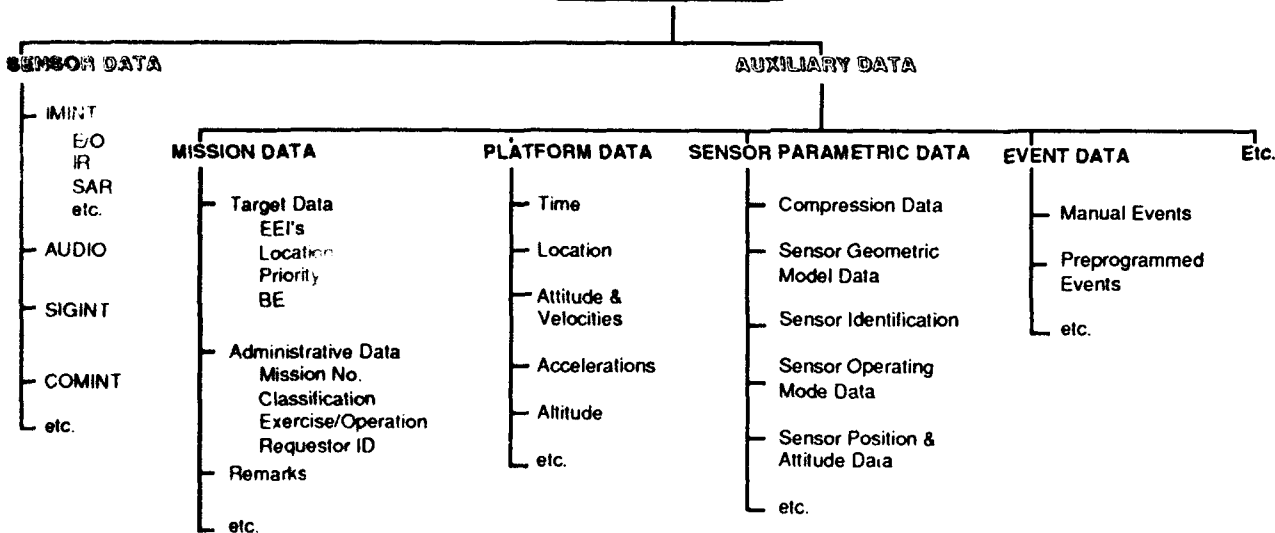 SENSOR DATA
AUXILIARY DATA
IMINT
E/O
IR
SAR
etc.
AUDIO
SIGINT
COMINT
etc.
MISSION DATA
Target Data
EEI's
Location
Priority
BE
Administrative Data
Mission No.
Classification
Exercise/Operation
Requestor ID
Remarks
etc.
PLATFORM DATA
Time
Location
Attitude &
Velocities
Accelerations
Altitude
etc.
SENSOR PARAMETRIC DATA
Compression Data
Sensor Geometric
Model Data
Sensor Identification
Sensor Operating
Mode Data
Sensor Position &
Attitude Data
etc.
EVENT DATA
Manual Events
Preprogrammed
Events
etc.
Etc.